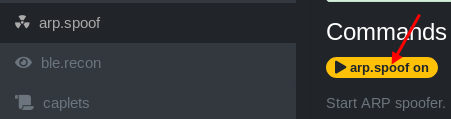 arp.spoof
ble.recon
caplets
Commands
arp.spoof on
Start ARP spoofer.